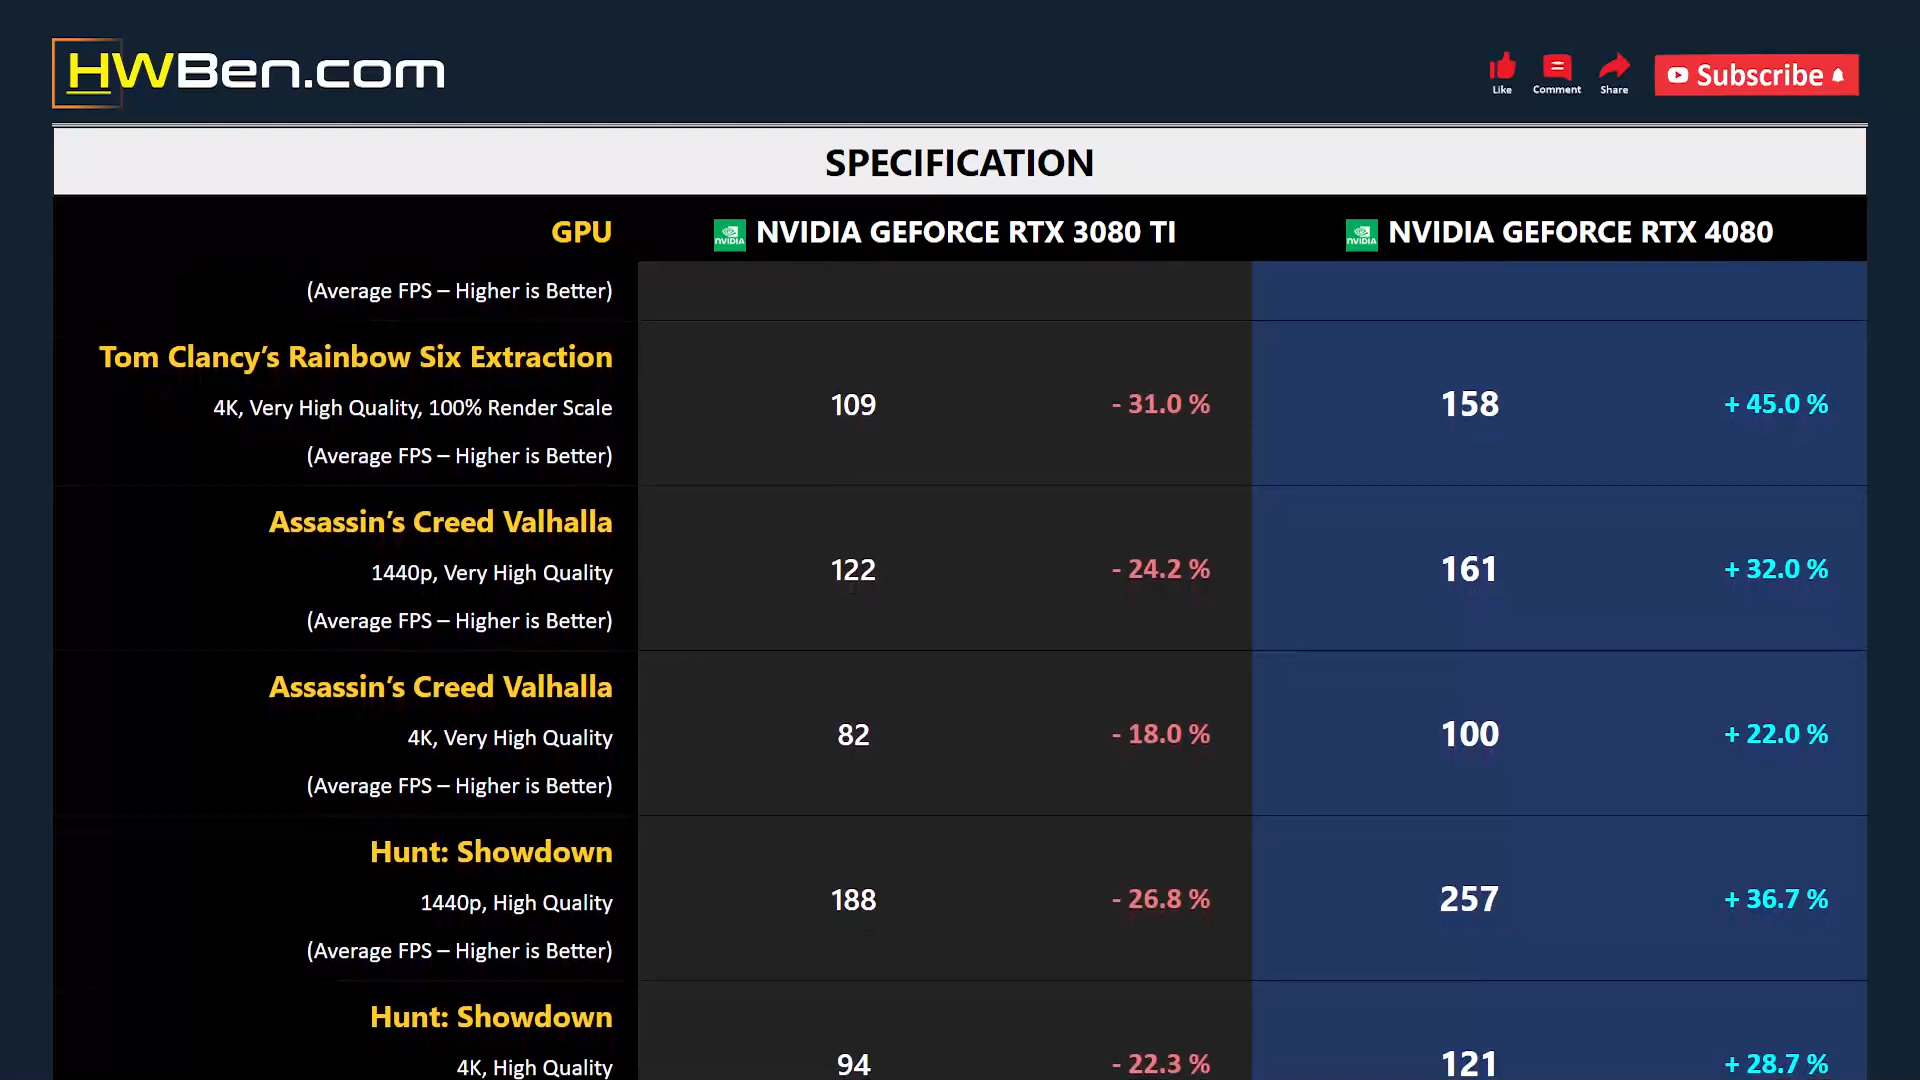 HWBen.com
Like Comment Share Subscribe
SPECIFICATION
GPU NVIDIA NVIDIA GEFORCE RTX 3080 TI NVIDIA NVIDIA GEFORCE RTX 4080
(Average FPS – Higher is Better)
Tom Clancy’s Rainbow Six Extraction
4K, Very High Quality, 100% Render Scale 109 - 31.0 % 158 + 45.0 %
(Average FPS – Higher is Better)
Assassin’s Creed Valhalla
1440p, Very High Quality 122 - 24.2 % 161 + 32.0 %
(Average FPS – Higher is Better)
Assassin’s Creed Valhalla
4K, Very High Quality 82 - 18.0 % 100 + 22.0 %
(Average FPS – Higher is Better)
Hunt: Showdown
1440p, High Quality 188 - 26.8 % 257 + 36.7 %
(Average FPS – Higher is Better)
Hunt: Showdown
4K, High Quality 94 - 22.3 % 121 + 28.7 %